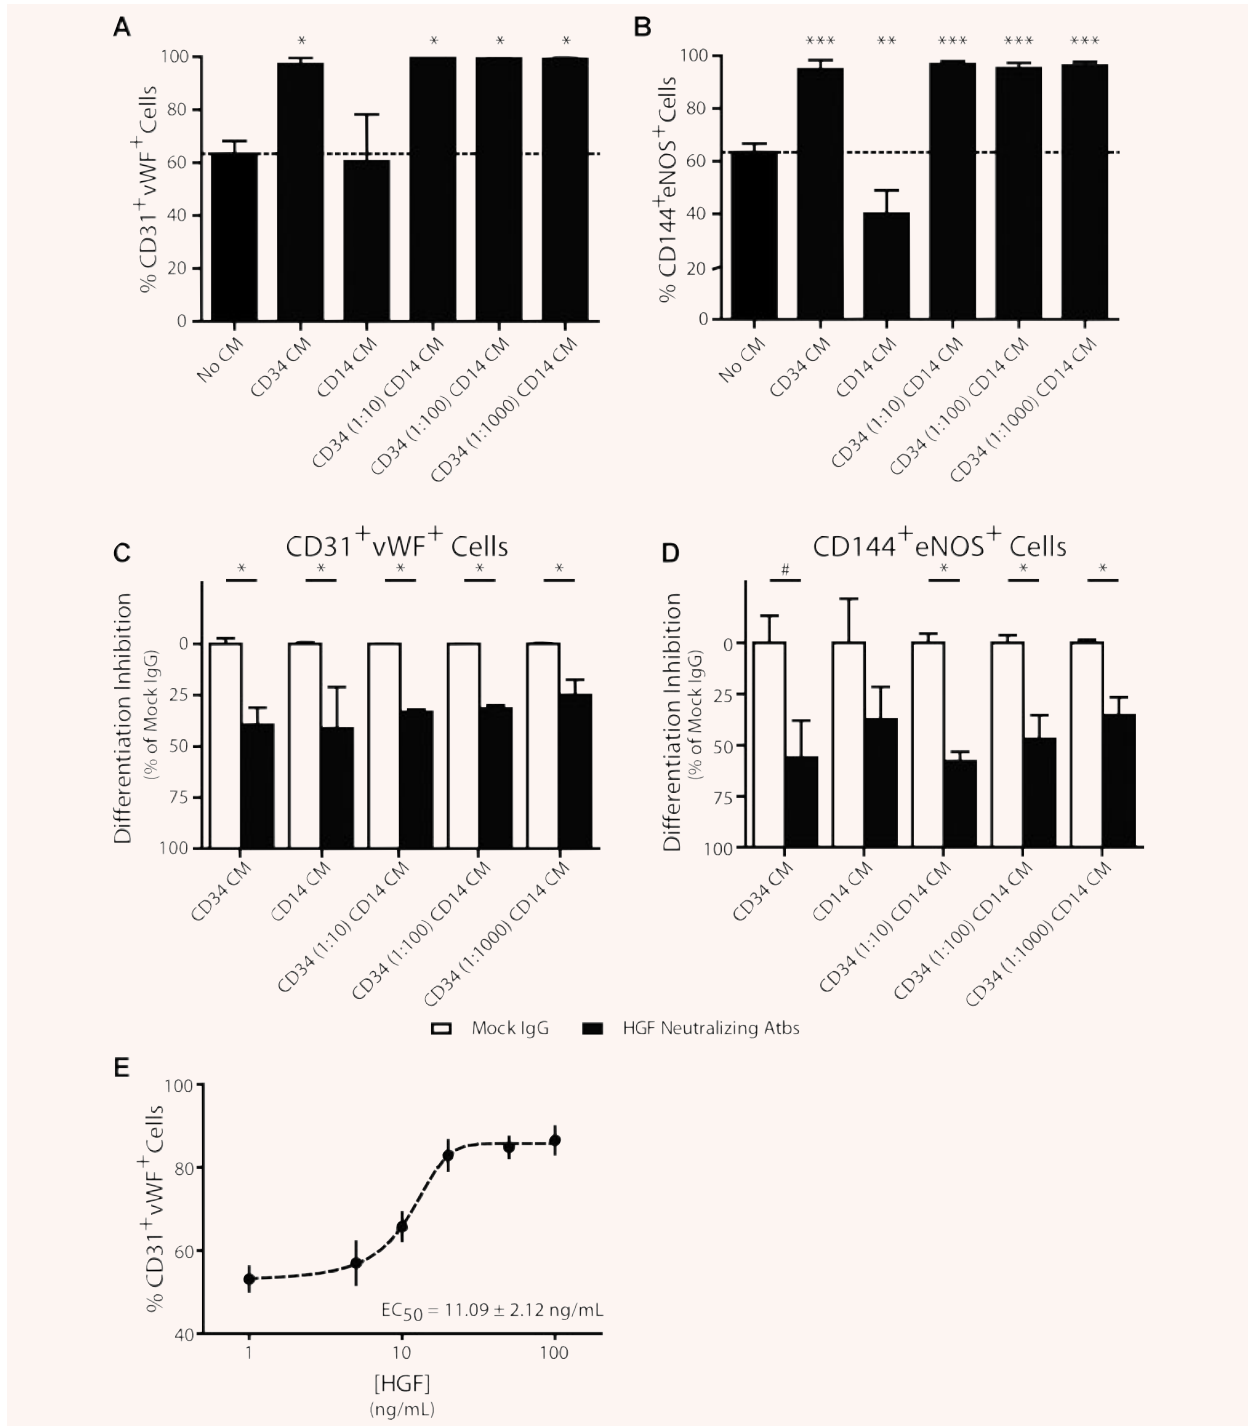 A
* * * *
% CD31+vWF+ Cells
100
80
60
40
20
0
No CM
CD34 CM
CD14 CM
CD34 (1:10) CD14 CM
CD34 (1:100) CD14 CM
CD34 (1:1000) CD14 CM
B
*** ** *** *** ***
% CD144+eNOS+ Cells
100
80
60
40
20
0
No CM
CD34 CM
CD14 CM
CD34 (1:10) CD14 CM
CD34 (1:100) CD14 CM
CD34 (1:1000) CD14 CM
C
CD31+vWF+ Cells
* * * * *
Differentiation Inhibition
(% of Mock IgG)
0
25
50
75
100
CD34 CM
CD14 CM
CD34 (1:10) CD14 CM
CD34 (1:100) CD14 CM
CD34 (1:1000) CD14 CM
D
CD144+eNOS+ Cells
# * * *
Differentiation Inhibition
(% of Mock IgG)
0
25
50
75
100
CD34 CM
CD14 CM
CD34 (1:10) CD14 CM
CD34 (1:100) CD14 CM
CD34 (1:1000) CD14 CM
Mock IgG HGF Neutralizing Atbs
E
% CD31+vWF+ Cells
100
80
60
40
EC50 = 11.09 ± 2.12 ng/mL
1 10 100
[HGF]
(ng/mL)